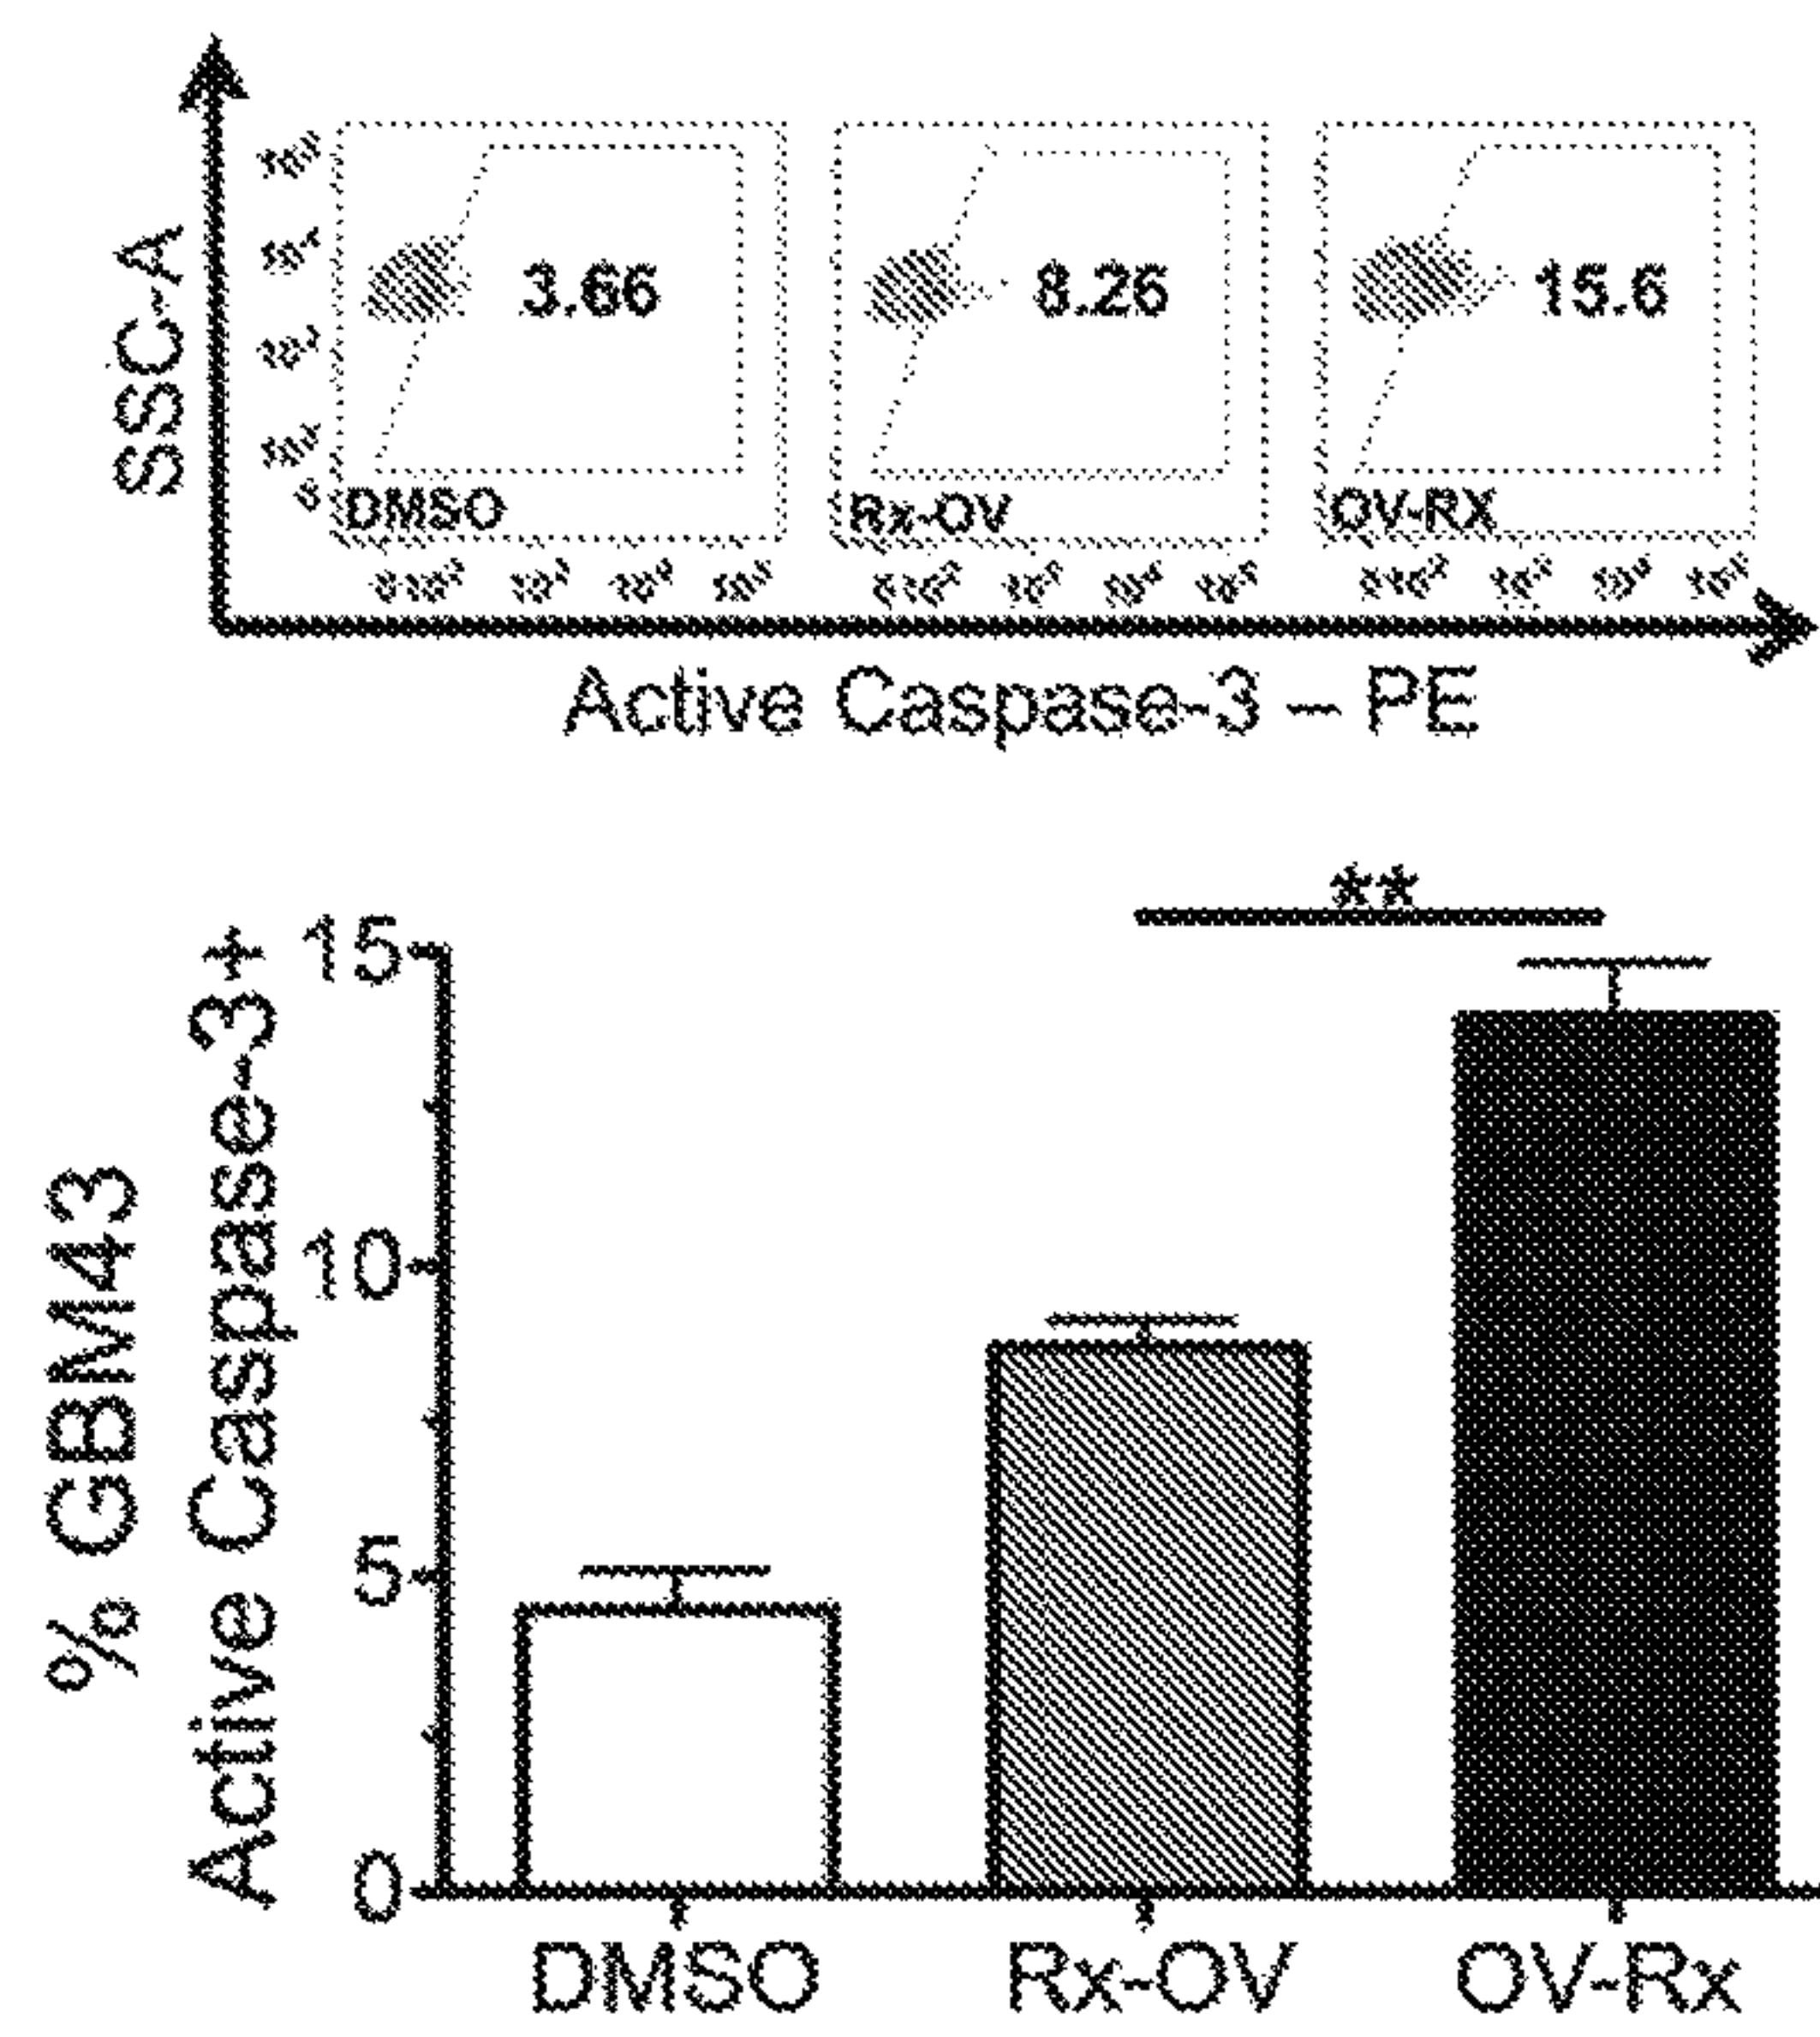 SSC-A
3.66 8.26 15.6
DMSO Rx-OV OV-RX
Active Caspase-3 – PE
**
% GBM43
Active Caspase-3+
15
10
5
0
DMSO Rx-OV OV-Rx